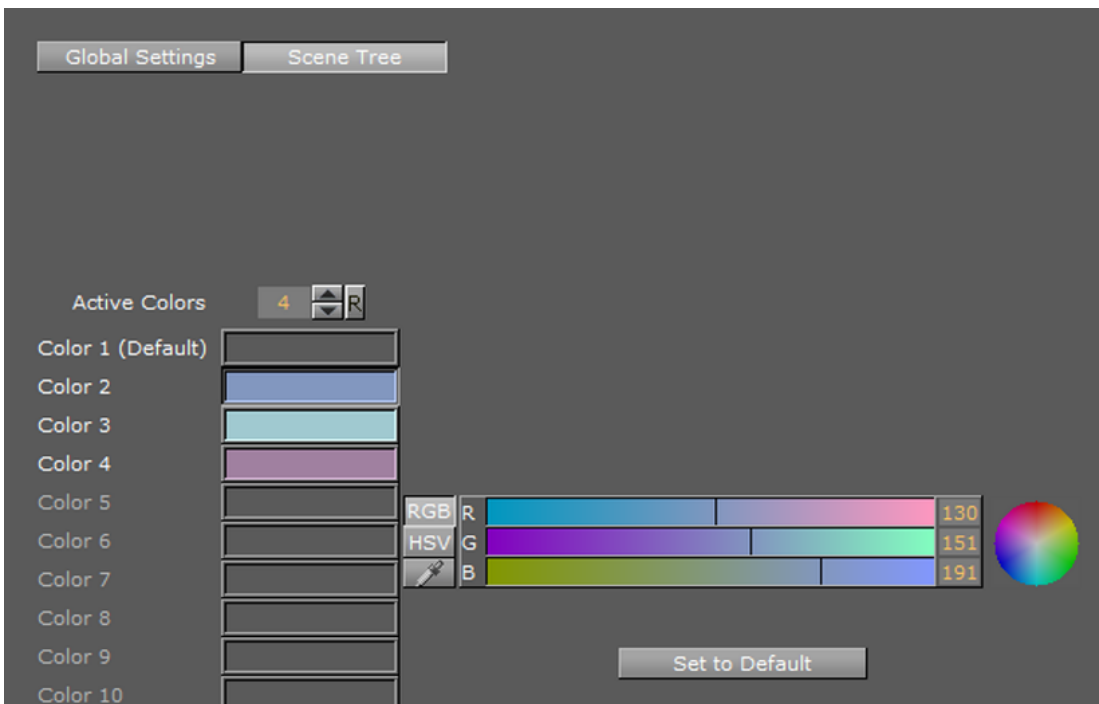 Global Settings Scene Tree
Active Colors 4 R
Color 1 (Default)
Color 2
Color 3
Color 4
Color 5
RGB R 130
Color 6
HSV G 151
Color 7
B 191
Color 8
Color 9
Set to Default
Color 10